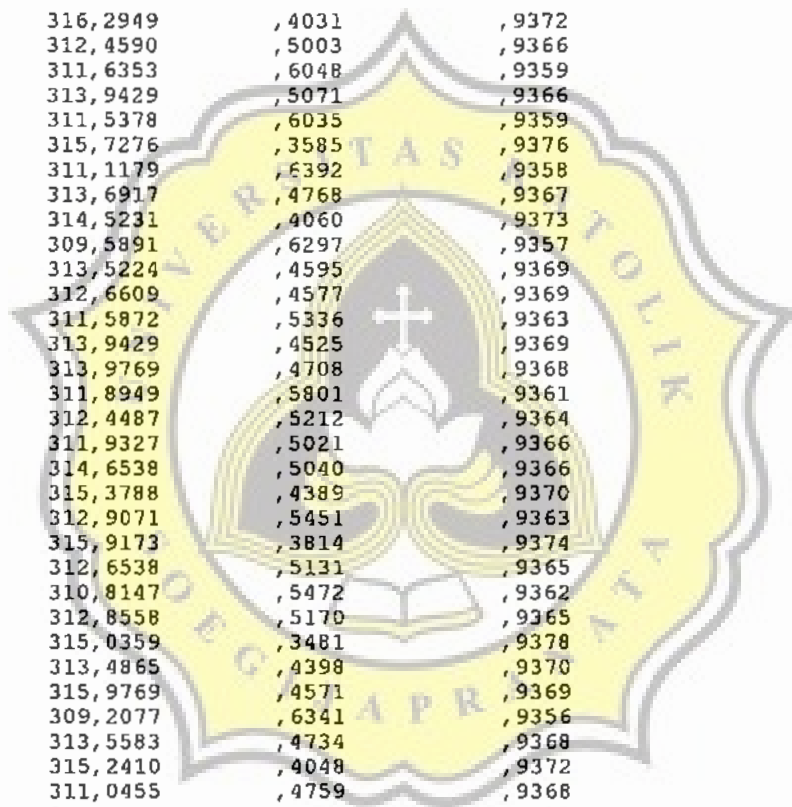 316,2949 ,4031 ,9372
312,4590 ,5003 ,9366
311,6353 ,6048 ,9359
313,9429 ,5071 ,9366
311,5378 ,6035 ,9359
315,7276 ,3585 ,9376
311,1179 ,6392 ,9358
313,6917 ,4768 ,9367
314,5231 ,4060 ,9373
309,5891 ,6297 ,9357
313,5224 ,4595 ,9369
312,6609 ,4577 ,9369
311,5872 ,5336 ,9363
313,9429 ,4525 ,9369
313,9769 ,4708 ,9368
311,8949 ,5801 ,9361
312,4487 ,5212 ,9364
311,9327 ,5021 ,9366
314,6538 ,5040 ,9366
315,3788 ,4389 ,9370
312,9071 ,5451 ,9363
315,9173 ,3814 ,9374
312,6538 ,5131 ,9365
310,8147 ,5472 ,9362
312,8558 ,5170 ,9365
315,0359 ,3481 ,9378
313,4865 ,4398 ,9370
315,9769 ,4571 ,9369
309,2077 ,6341 ,9356
313,5583 ,4734 ,9368
315,2410 ,4048 ,9372
311,0455 ,4759 ,9368
UNIVERSITAS KATOLIK
SOEGIJAPRANATA